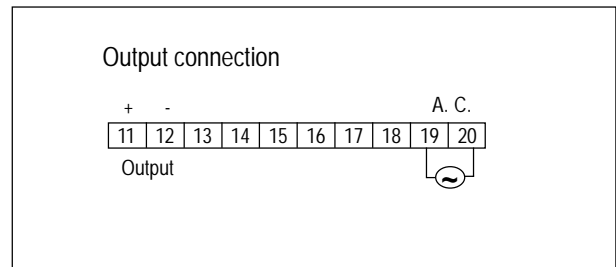 Output connection
+ - A. C.
11 12 13 14 15 16 17 18 19 20
Output
~